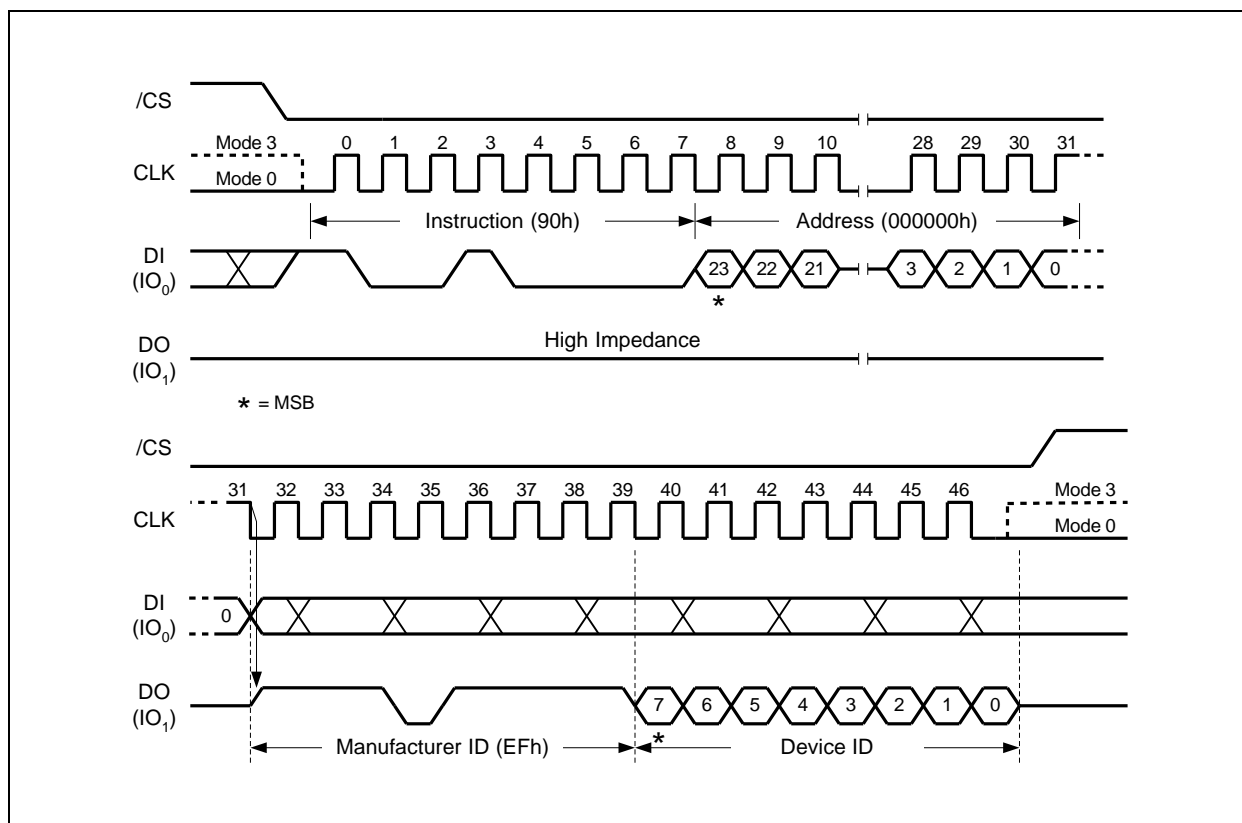 /CS
Mode 3 0 1 2 3 4 5 6 7 8 9 10 28 29 30 31
CLK
Mode 0
Instruction (90h) Address (000000h)
DI
(IO0)
23 22 21 3 2 1 0
*
High Impedance
DO
(IO1)
* = MSB
/CS
31 32 33 34 35 36 37 38 39 40 41 42 43 44 45 46 Mode 3
CLK
Mode 0
DI
(IO0)
0
DO
(IO1)
7 6 5 4 3 2 1 0
*
Manufacturer ID (EFh) Device ID